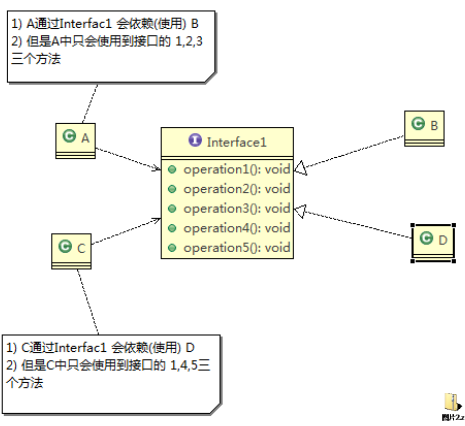 1) A通过Interfac1 会依赖(使用) B
2) 但是A中只会使用到接口的 1,2,3
三个方法
A
Interface1
B
operation1(): void
operation2(): void
operation3(): void
operation4(): void
operation5(): void
C
D
1) C通过Interfac1 会依赖(使用) D
2) 但是C中只会使用到接口的 1,4,5三
个方法
图片2.z